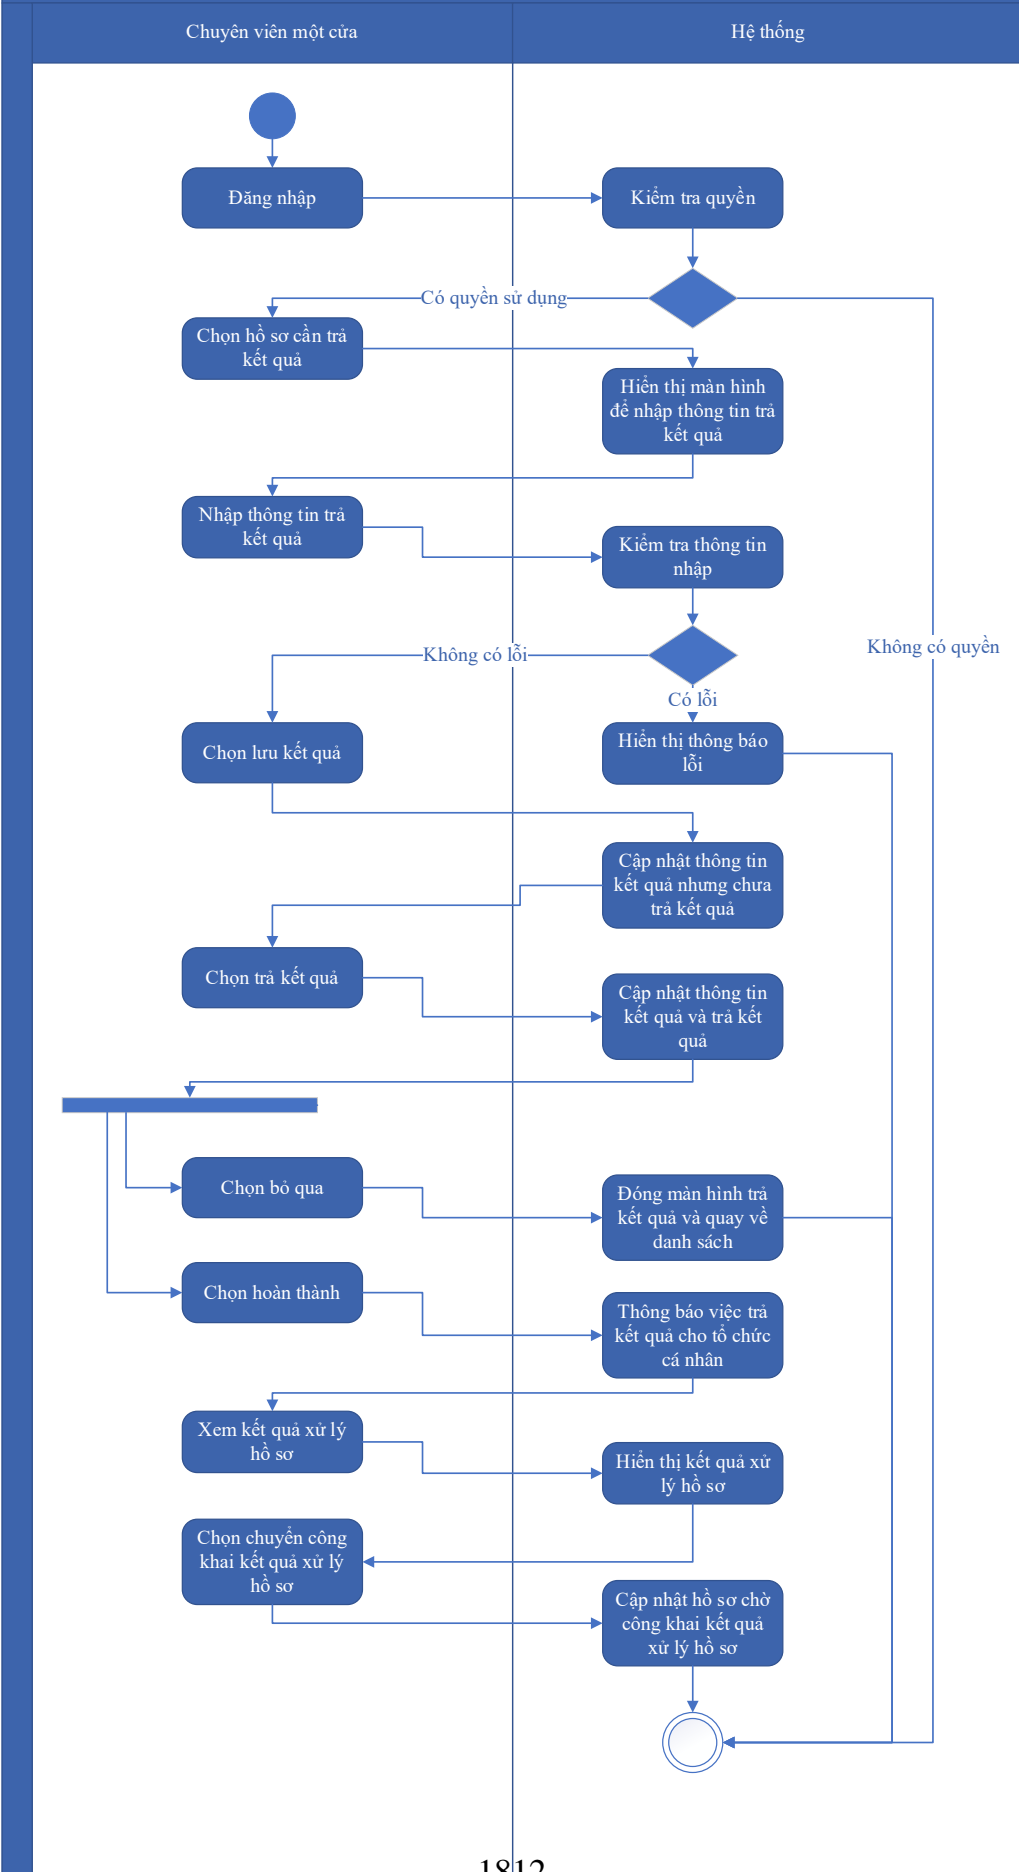 Chuyên viên một cửa
Hệ thống
Đăng nhập
Kiểm tra quyền
Có quyền sử dụng
Chọn hồ sơ cần trả
kết quả
Hiển thị màn hình
để nhập thông tin trả
kết quả
Nhập thông tin trả
kết quả
Kiểm tra thông tin
nhập
Không có quyền
Không có lỗi
Có lỗi
Chọn lưu kết quả
Hiển thị thông báo
lỗi
Cập nhật thông tin
kết quả nhưng chưa
trả kết quả
Chọn trả kết quả
Cập nhật thông tin
kết quả và trả kết
quả
Chọn bỏ qua
Đóng màn hình trả
kết quả và quay về
danh sách
Chọn hoàn thành
Thông báo việc trả
kết quả cho tổ chức
cá nhân
Xem kết quả xử lý
hồ sơ
Hiển thị kết quả xử
lý hồ sơ
Chọn chuyển công
khai kết quả xử lý
hồ sơ
Cập nhật hồ sơ chờ
công khai kết quả
xử lý hồ sơ
1812